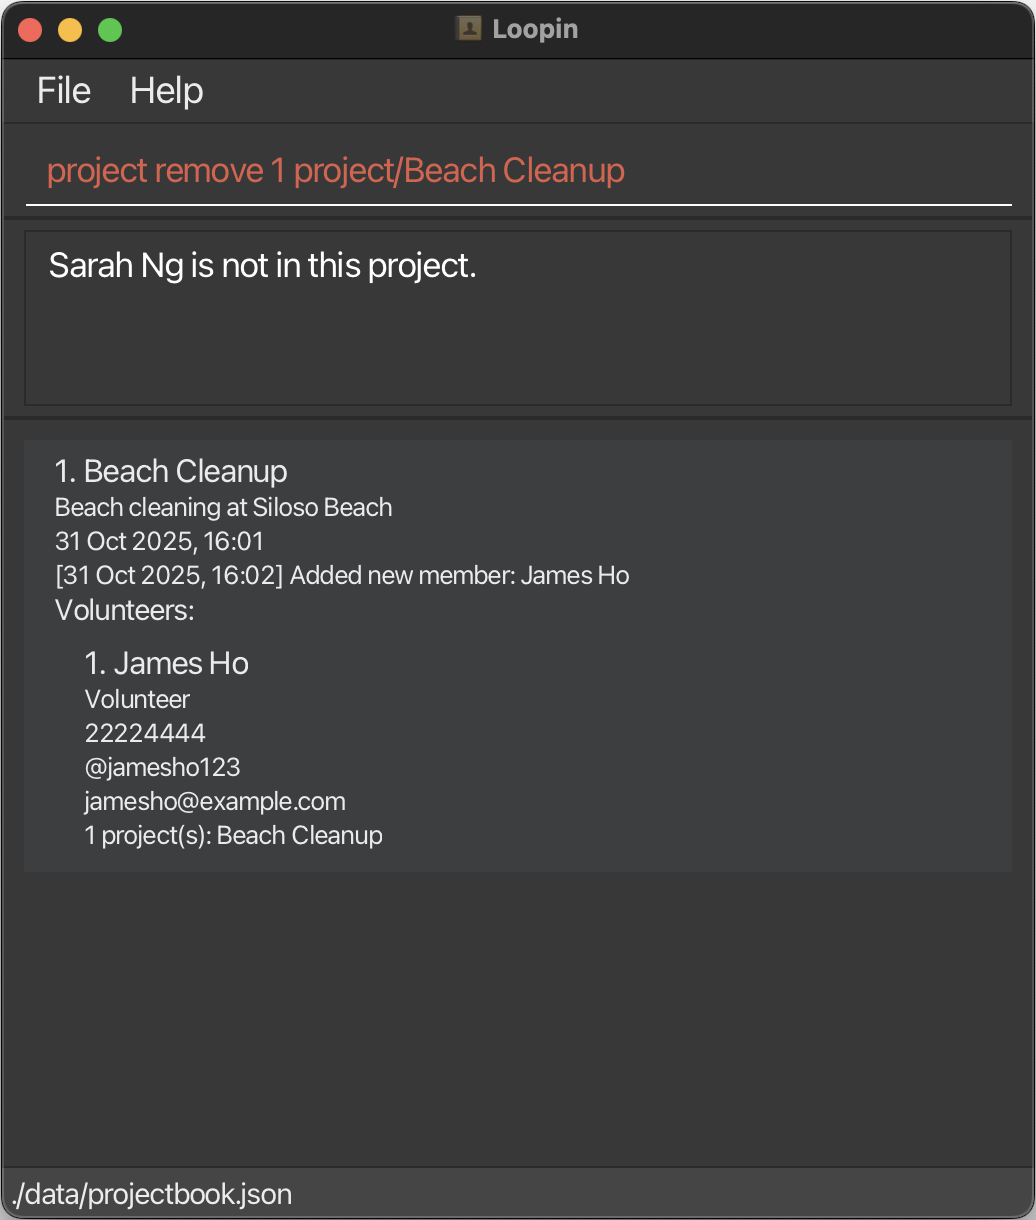 Loopin
File Help
project remove 1 project/Beach Cleanup
Sarah Ng is not in this project.
1. Beach Cleanup
Beach cleaning at Siloso Beach
31 Oct 2025, 16:01
[31 Oct 2025, 16:02] Added new member: James Ho
Volunteers:
1. James Ho
Volunteer
22224444
@jamesho123
jamesho@example.com
1 project(s): Beach Cleanup
./data/projectbook.json